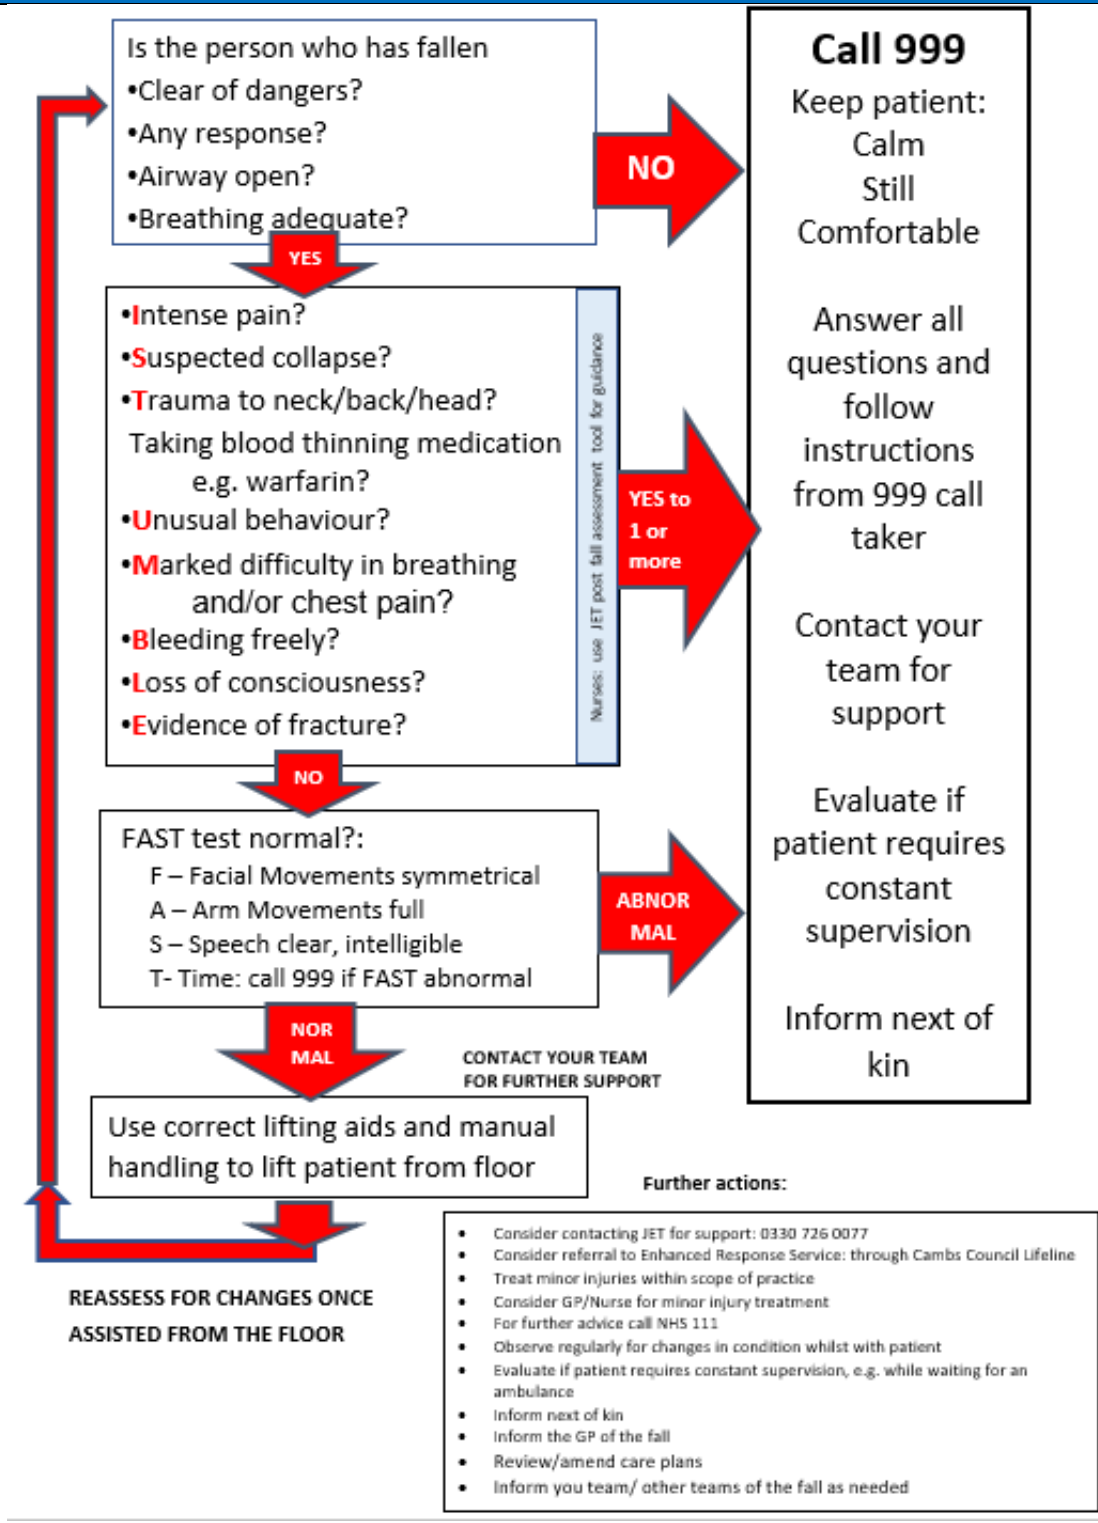 Is the person who has fallen
•Clear of dangers?
•Any response?
•Airway open?
•Breathing adequate?
NO
YES
•Intense pain?
•Suspected collapse?
•Trauma to neck/back/head?
Taking blood thinning medication
e.g. warfarin?
•Unusual behaviour?
•Marked difficulty in breathing
and/or chest pain?
•Bleeding freely?
•Loss of consciousness?
•Evidence of fracture?
Nurses: use JET post fall assessment tool for guidance
YES to
1 or
more
NO
FAST test normal?:
F – Facial Movements symmetrical
A – Arm Movements full
S – Speech clear, intelligible
T- Time: call 999 if FAST abnormal
ABNOR
MAL
NOR
MAL
CONTACT YOUR TEAM
FOR FURTHER SUPPORT
Use correct lifting aids and manual
handling to lift patient from floor
REASSESS FOR CHANGES ONCE
ASSISTED FROM THE FLOOR
Call 999
Keep patient:
Calm
Still
Comfortable
Answer all
questions and
follow
instructions
from 999 call
taker
Contact your
team for
support
Evaluate if
patient requires
constant
supervision
Inform next of
kin
Further actions:
• Consider contacting JET for support: 0330 726 0077
• Consider referral to Enhanced Response Service: through Cambs Council Lifeline
• Treat minor injuries within scope of practice
• Consider GP/Nurse for minor injury treatment
• For further advice call NHS 111
• Observe regularly for changes in condition whilst with patient
• Evaluate if patient requires constant supervision, e.g. while waiting for an
ambulance
• Inform next of kin
• Inform the GP of the fall
• Review/amend care plans
• Inform you team/ other teams of the fall as needed